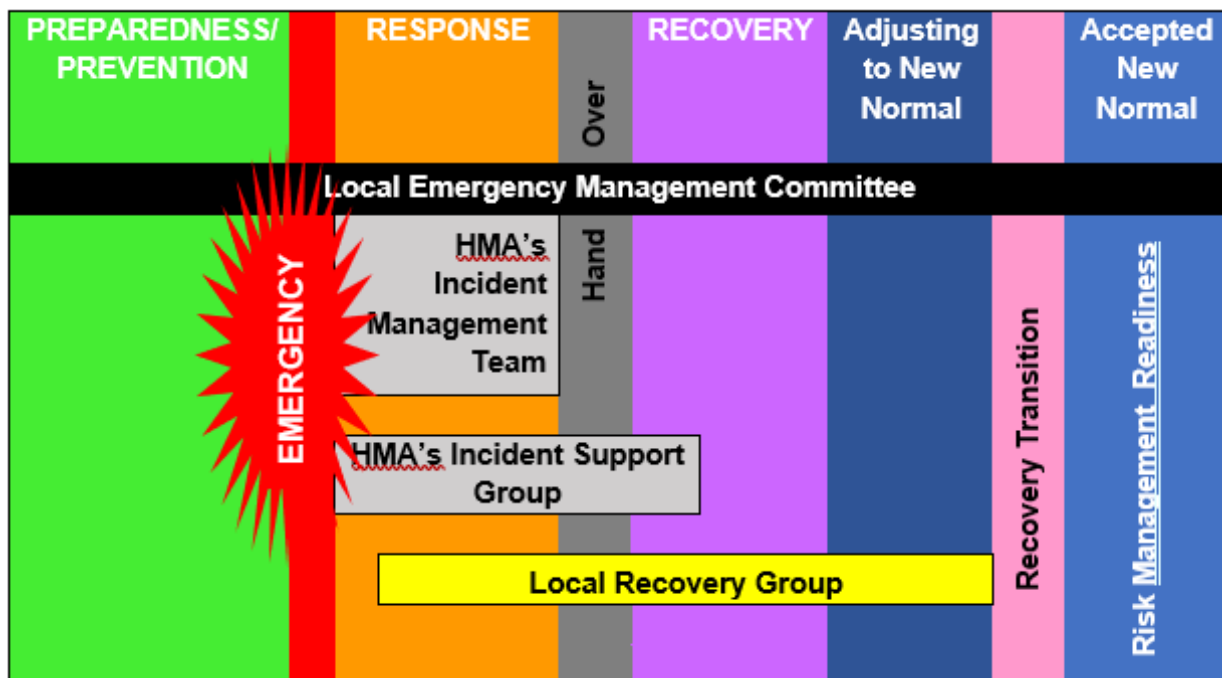 PREPAREDNESS/
PREVENTION
RESPONSE
Hand Over
RECOVERY
Adjusting
to New
Normal
Accepted
New
Normal
Local Emergency Management Committee
EMERGENCY
HMA's
Incident
Management
Team
HMA's Incident Support
Group
Local Recovery Group
Recovery Transition
Risk Management Readiness